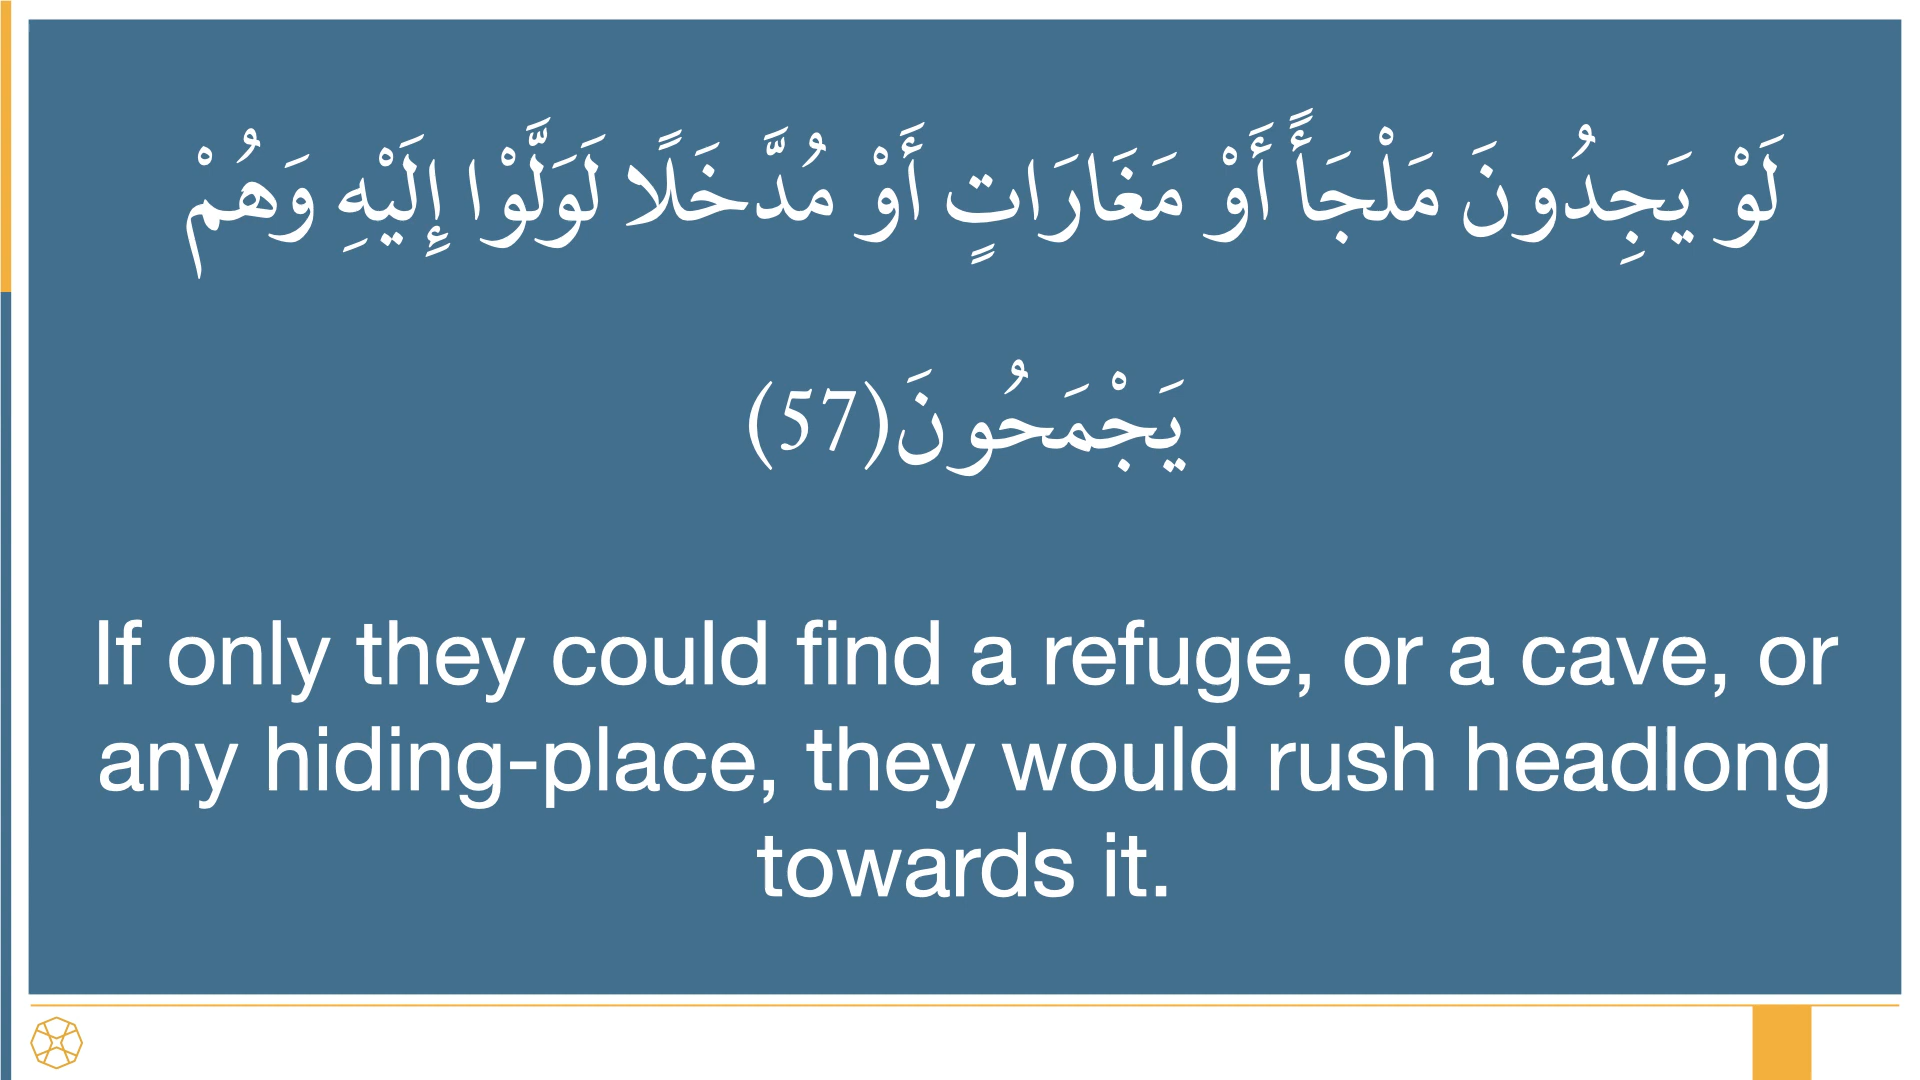 لَوْ يَجِدُونَ مَلْجَأً أَوْ مَغَارَاتٍ أَوْ مُدَّخَلًا لَوَلَّوْا إِلَيْهِ وَهُمْ
يَجْمَحُونَ(57)
If only they could find a refuge, or a cave, or
any hiding-place, they would rush headlong
towards it.